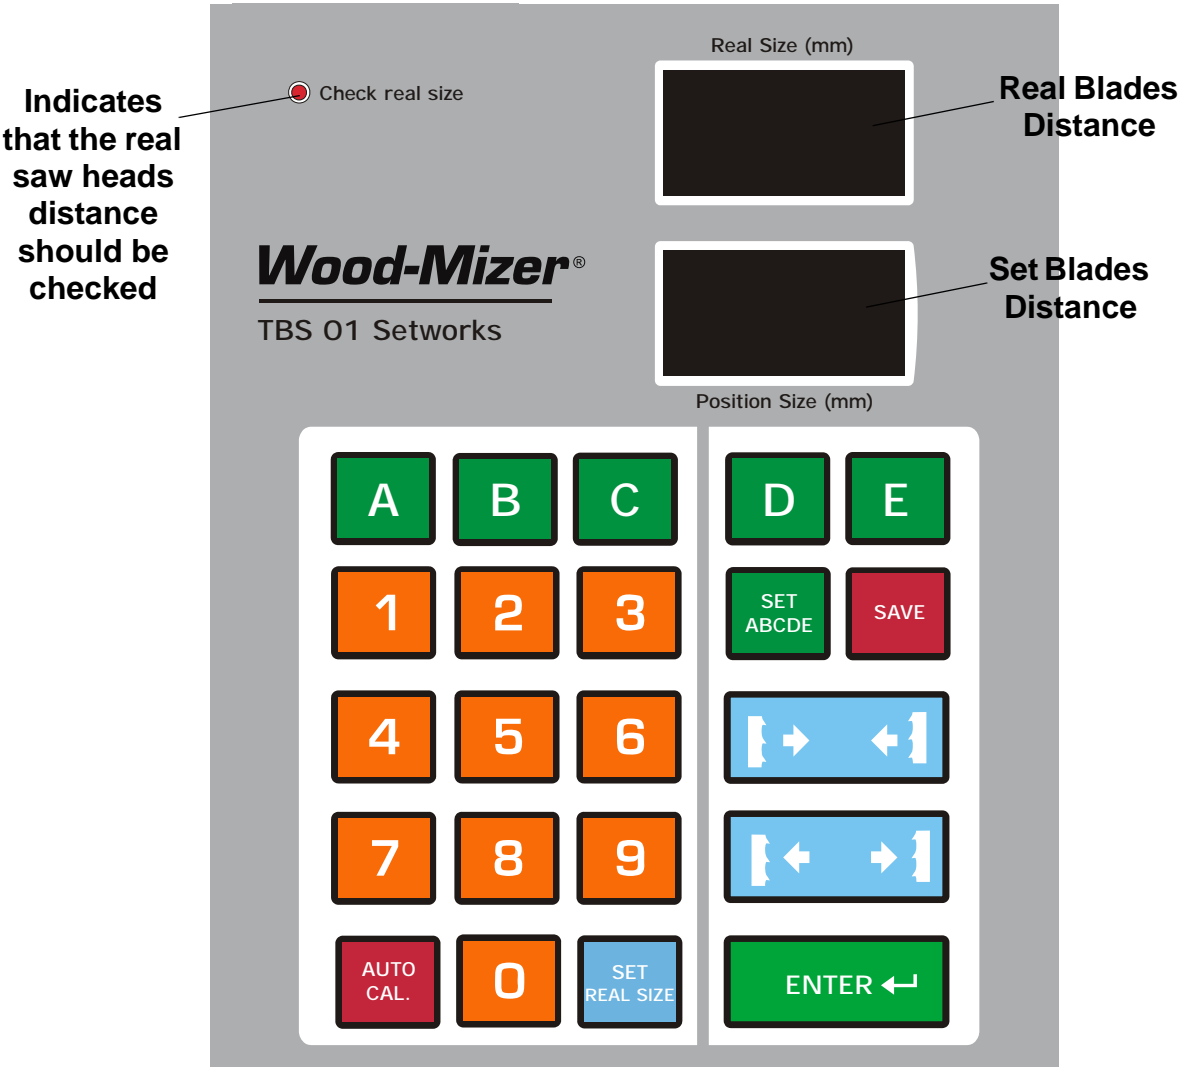 Real Size (mm)
Check real size
Indicates
that the real
saw heads
distance
should be
checked
Real Blades
Distance
Wood-Mizer®
TBS 01 Setworks
Set Blades
Distance
Position Size (mm)
A B C D E
1 2 3
SET
ABCDE
SAVE
4 5 6
7 8 9
AUTO
CAL.
0
SET
REAL SIZE
ENTER